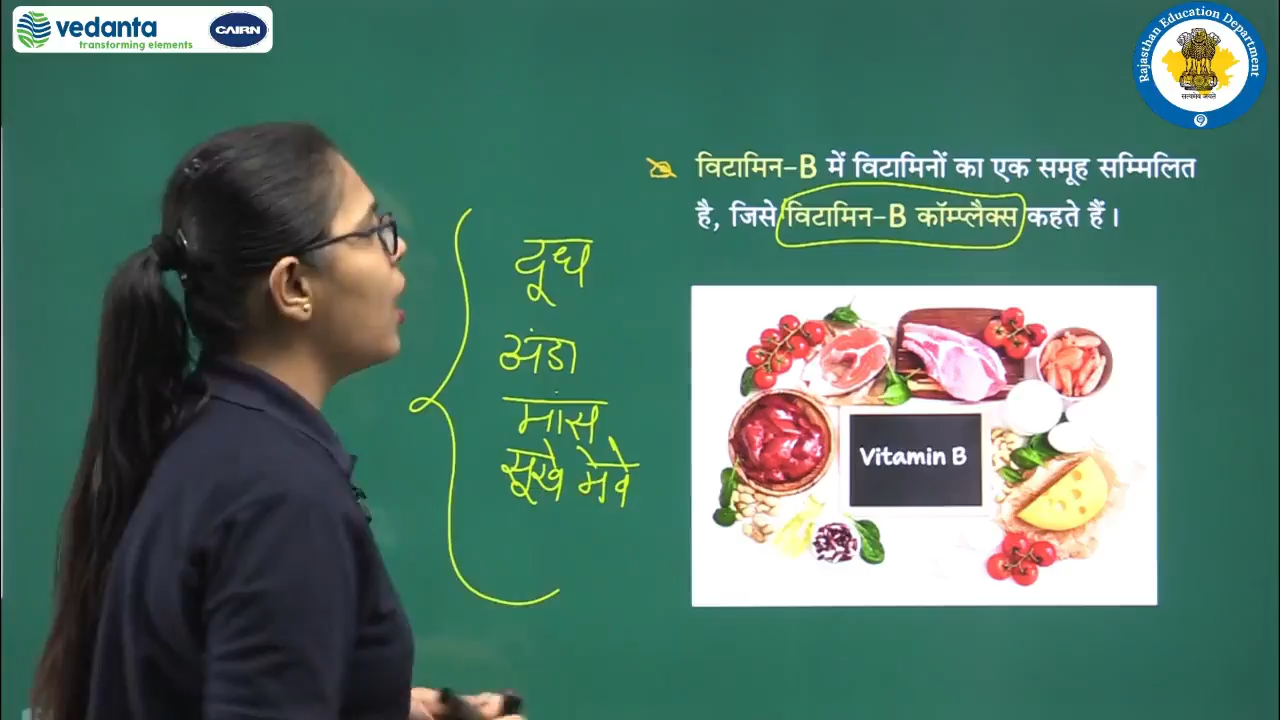 vedanta
transforming elements
CAIRN
Rajasthan Education Department
सत्यमेव जयते
विटामिन-B में विटामिनों का एक समूह सम्मिलित
है, जिसे विटामिन-B कॉम्प्लैक्स कहते हैं।
दूध
अंडा
मांस
सूखे मेवे
Vitamin B